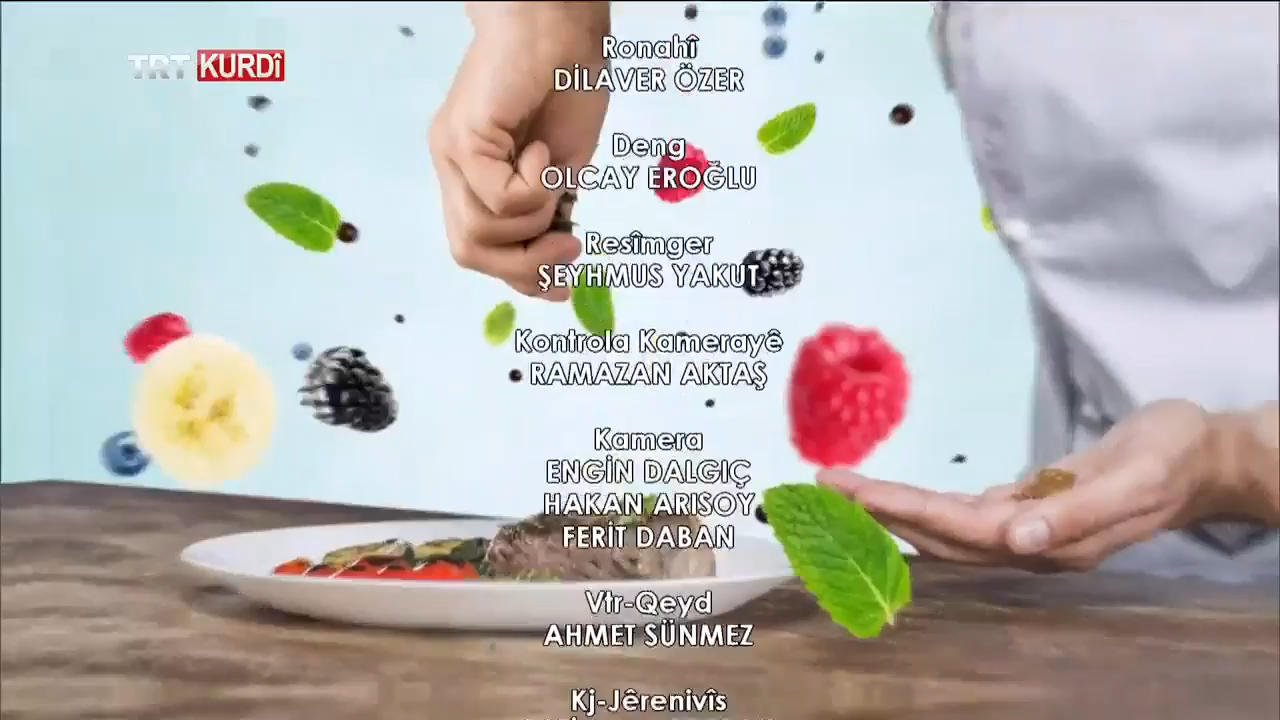 TRT KURDî
Ronahî
DİLAVER ÖZER
Deng
OLCAY EROĞLU
Resîmger
ŞEYHMUS YAKUT
Kontrola Kamerayê
RAMAZAN AKTAŞ
Kamera
ENGİN DALGIÇ
HAKAN ARISOY
FERİT DABAN
Vtr-Qeyd
AHMET SÜNMEZ
Kj-Jêrenivîs